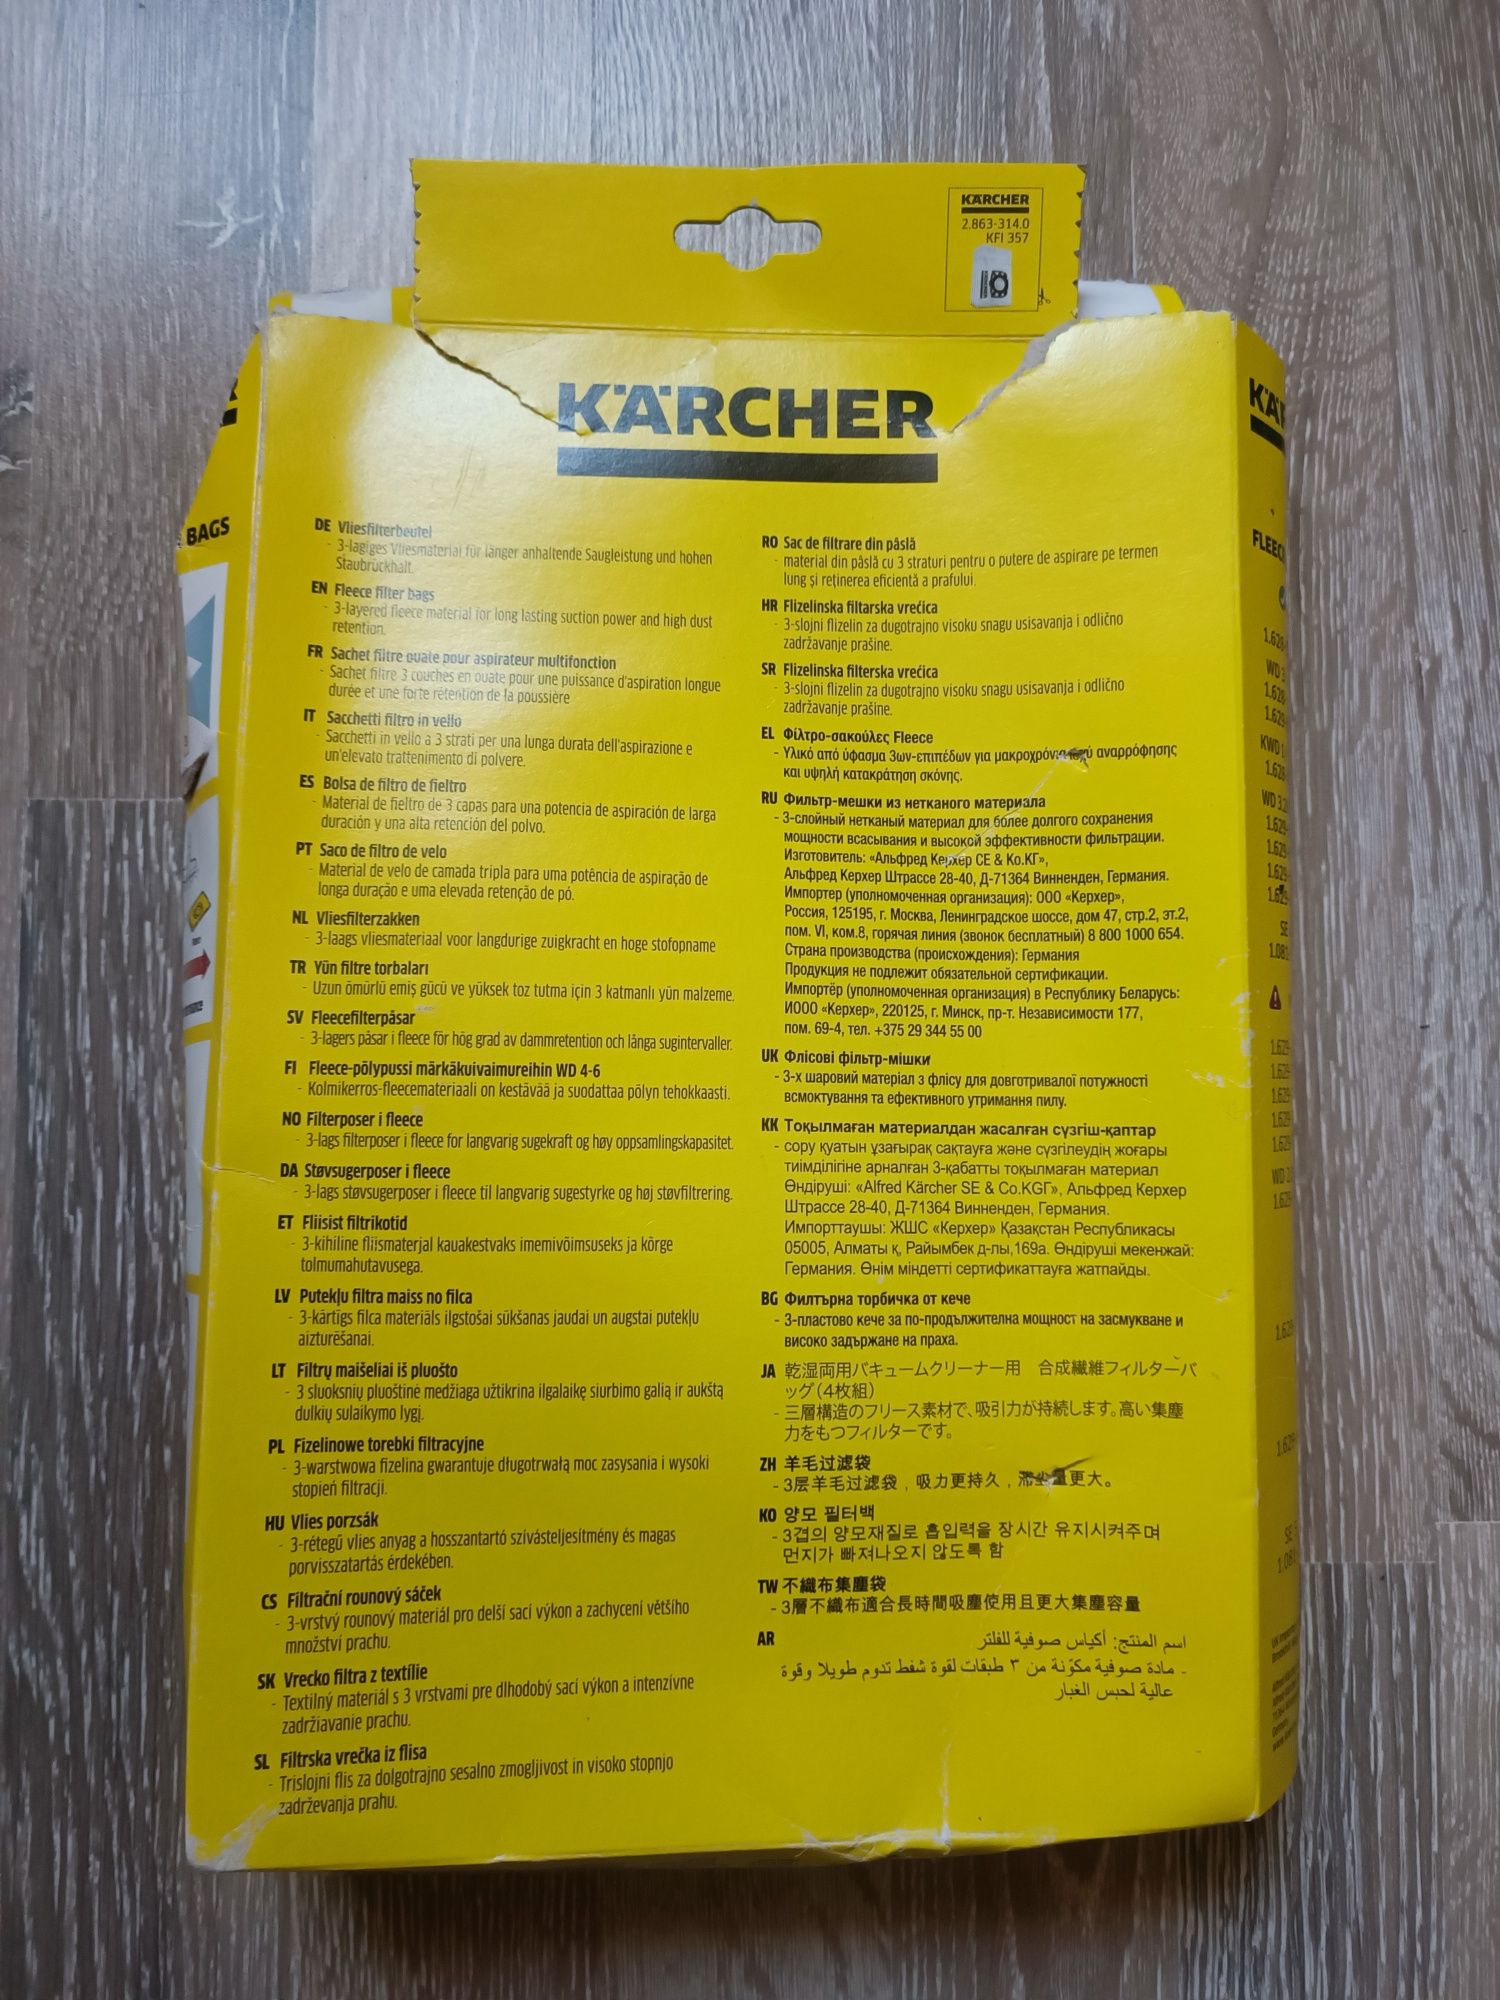 KÄRCHER
2.863-314.0
KFI 357
KÄRCHER
DE Vliesfilterbeutel
- 3-lagiges Vliesmaterial für länger anhaltende Saugleistung und hohen
Staubrückhalt.
EN Fleece filter bags
- 3-layered fleece material for long lasting suction power and high dust
retention.
FR Sachet filtre ouate pour aspirateur multifonction
- Sachet filtre 3 couches en ouate pour une puissance d'aspiration longue
durée et une forte rétention de la poussière
IT Sacchetti filtro in vello
- Sacchetti in vello a 3 strati per una lunga durata dell'aspirazione e
un'elevato trattenimento di polvere.
ES Bolsa de filtro de fieltro
- Material de fieltro de 3 capas para una potencia de aspiración de larga
duración y una alta retención del polvo.
PT Saco de filtro de velo
- Material de velo de camada tripla para uma potência de aspiração de
longa duração e uma elevada retenção de pó.
NL Vliesfilterzakken
- 3-laags vliesmateriaal voor langdurige zuigkracht en hoge stofopname
TR Yün filtre torbaları
- Uzun ömürlü emiş gücü ve yüksek toz tutma için 3 katmanlı yün malzeme.
SV Fleecefilterpåsar
- 3-lagers påsar i fleece för hög grad av dammretention och långa sugintervaller.
FI Fleece-pölypussi märkäkuivaimureihin WD 4-6
- Kolmikerros-fleecemateriaali on kestävää ja suodattaa pölyn tehokkaasti.
NO Filterposer i fleece
- 3-lags filterposer i fleece for langvarig sugekraft og høy oppsamlingskapasitet.
DA Støvsugerposer i fleece
- 3-lags støvsugerposer i fleece til langvarig sugestyrke og høj støvfiltrering.
ET Fliisist filtrikotid
- 3-kihiline fliismaterjal kauakestvaks imemivõimsuseks ja kõrge
tolmumahutavusega.
LV Putekļu filtra maiss no filca
- 3-kārtīgs filca materiāls ilgstošai sūkšanas jaudai un augstai putekļu
aizturēšanai.
LT Filtrų maišeliai iš pluošto
- 3 sluoksnių pluoštinė medžiaga užtikrina ilgalaikę siurbimo galią ir aukštą
dulkių sulaikymo lygį.
PL Fizelinowe torebki filtracyjne
- 3-warstwowa fizelina gwarantuje długotrwałą moc zasysania i wysoki
stopień filtracji.
HU Vlies porzsák
- 3-rétegű vlies anyag a hosszantartó szívásteljesítmény és magas
porvisszatartás érdekében.
CS Filtrační rounový sáček
- 3-vrstvý rounový materiál pro delší sací výkon a zachycení většího
množství prachu.
SK Vrecko filtra z textílie
- Textilný materiál s 3 vrstvami pre dlhodobý sací výkon a intenzívne
zadržiavanie prachu.
SL Filtrska vrečka iz flisa
- Trislojni flis za dolgotrajno sesalno zmogljivost in visoko stopnjo
zadrževanja prahu.
RO Sac de filtrare din pâslă
- material din pâslă cu 3 straturi pentru o putere de aspirare pe termen
lung și reținerea eficientă a prafului.
HR Flizelinska filtarska vrećica
- 3-slojni flizelin za dugotrajno visoku snagu usisavanja i odlično
zadržavanje prašine.
SR Flizelinska filterska vrećica
- 3-slojni flizelin za dugotrajno visoku snagu usisavanja i odlično
zadržavanje prašine.
EL Φίλτρο-σακούλες Fleece
- Υλικό από ύφασμα 3ων-επιπέδων για αναρρόφησης
και υψηλή κατακράτηση σκόνης.
RU Фильтр-мешки из нетканого материала
- 3-слойный нетканый материал для более долгого сохранения
мощности всасывания и высокой эффективности фильтрации.
Изготовитель: «Альфред Керхер СЕ & Ко.КГ»,
Альфред Керхер Штрассе 28-40, Д-71364 Винненден, Германия.
Импортер (уполномоченная организация): ООО «Керхер»,
Россия, 125195, г. Москва, Ленинградское шоссе, дом 47, стр.2, эт.2,
пом. VI, ком.8, горячая линия (звонок бесплатный) 8 800 1000 654.
Страна производства (происхождения): Германия
Продукция не подлежит обязательной сертификации.
Импортёр (уполномоченная организация) в Республику Беларусь:
ИООО «Керхер», 220125, г. Минск, пр-т. Независимости 177,
пом. 69-4, тел. +375 29 344 55 00
UK Флісові фільтр-мішки
- 3-х шаровий матеріал з флісу для довготривалої потужності
всмоктування та ефективного утримання пилу.
KK Тоқылмаған материалдан жасалған сүзгіш-қаптар
- сору қуатын ұзағырақ сақтауға және сүзгілеудің жоғары
тиімділігіне арналған 3-қабатты тоқылмаған материал
Өндіруші: «Alfred Kärcher SE & Co.KGГ», Альфред Керхер
Штрассе 28-40, Д-71364 Винненден, Германия.
Импорттаушы: ЖШС «Керхер» Қазақстан Республикасы
05005, Алматы қ, Райымбек д-лы,169а. Өндіруші мекенжай:
Германия. Өнім міндетті сертификаттауға жатпайды.
BG Филтърна торбичка от кече
- 3-пластово кече за по-продължителна мощност на засмукване и
високо задържане на праха.
JA 乾湿両用バキュームクリーナー用 合成繊維フィルターバ
ッグ(4枚組)
- 三層構造のフリース素材で、吸引力が持続します。高い集塵
力をもつフィルターです。
ZH 羊毛过滤袋
- 3层羊毛过滤袋，吸力更持久，滞尘量更大。
KO 양모 필터백
- 3겹의 양모재질로 흡입력을 장시간 유지시켜주며
먼지가 빠져나오지 않도록 함
TW 不織布集塵袋
- 3層不織布適合長時間吸塵使用且更大集塵容量
AR اسم المنتج: أكياس صوفية للفلتر
- مادة صوفية مكوّنة من ٣ طبقات لقوة شفط تدوم طويلا وقوة
عالية لحبس الغبار
BAGS